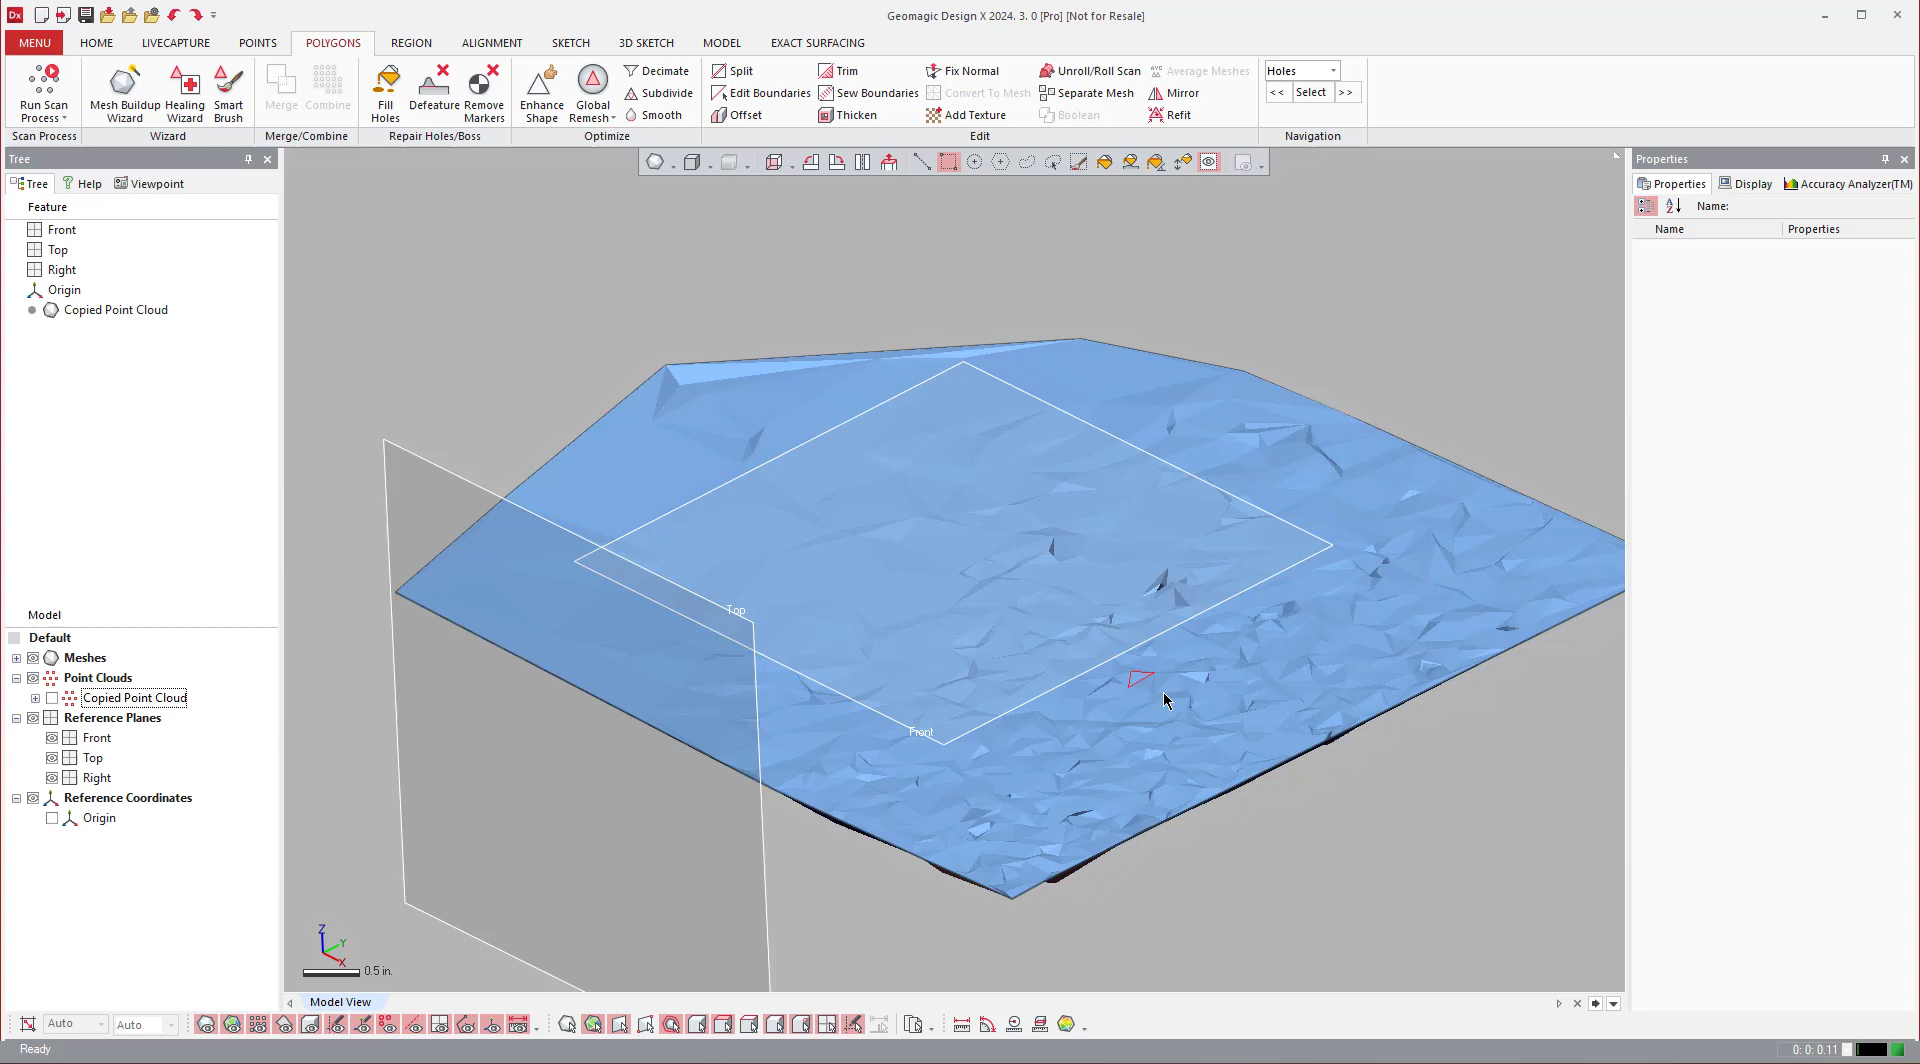 Dx
Geomagic Design X 2024. 3. 0 [Pro] [Not for Resale]
MENU HOME LIVECAPTURE POINTS POLYGONS REGION ALIGNMENT SKETCH 3D SKETCH MODEL EXACT SURFACING
Run Scan Process
Mesh Buildup Wizard
Healing Wizard
Smart Brush
Merge
Combine
Fill Holes
Defeature
Remove Markers
Enhance Shape
Global Remesh
Decimate
Subdivide
Smooth
Split
Edit Boundaries
Offset
Trim
Sew Boundaries
Thicken
Fix Normal
Convert To Mesh
Add Texture
Unroll/Roll Scan
Separate Mesh
Boolean
Average Meshes
Mirror
Refit
Holes
<< Select >>
Scan Process Wizard Merge/Combine Repair Holes/Boss Optimize Edit Navigation
Tree
Tree Help Viewpoint
Feature
Front
Top
Right
Origin
Copied Point Cloud
Model
Default
Meshes
Point Clouds
Copied Point Cloud
Reference Planes
Front
Top
Right
Reference Coordinates
Origin
Top
Front
Z
Y
X
0.5 in.
Model View
Properties
Properties Display Accuracy Analyzer(TM)
Name:
Name Properties
Auto Auto
Ready
0: 0: 0.11